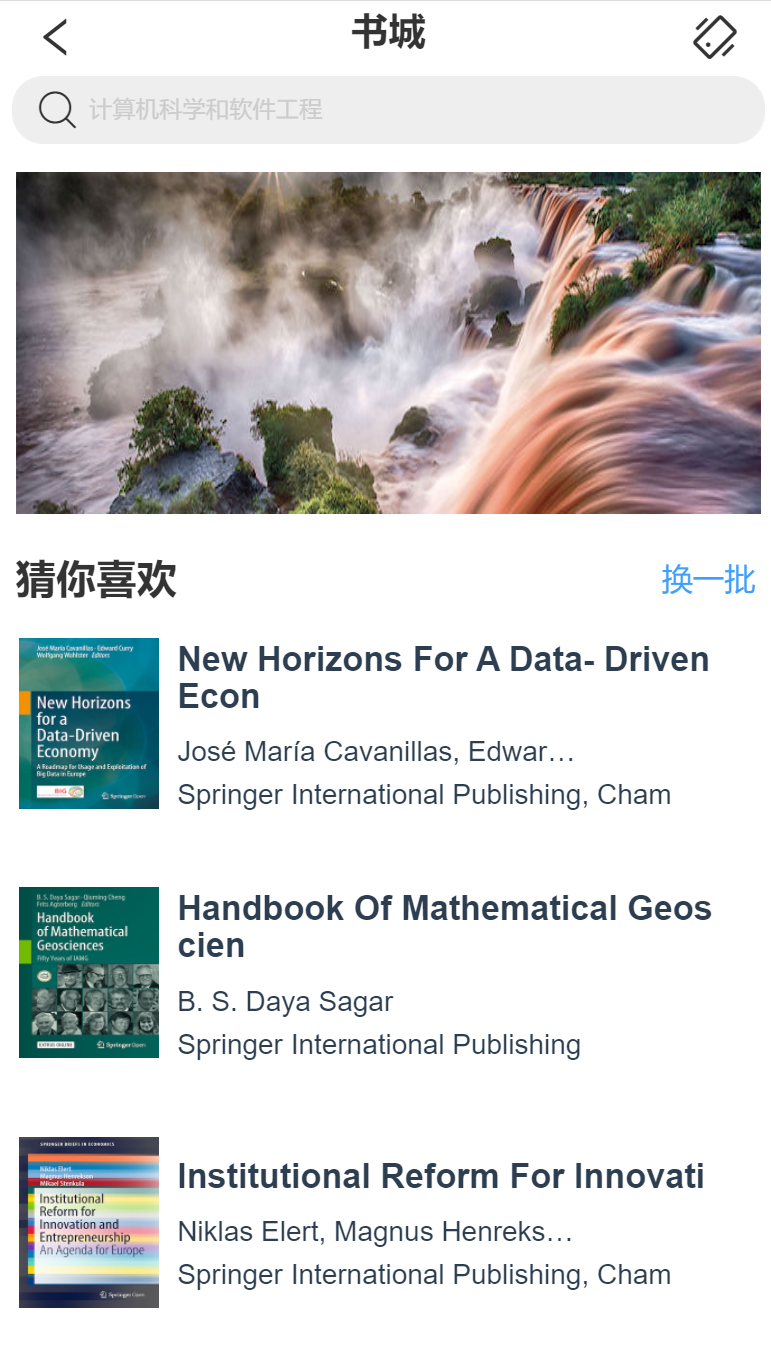 书城
计算机科学和软件工程
猜你喜欢
换一批
José María Cavanillas · Edward Curry
Wolfgang Wahlster Editors
New Horizons
for a
Data-Driven
Economy
A Roadmap for Usage and Exploitation of
Big Data in Europe
BIG
Springer Open
New Horizons For A Data- Driven
Econ
José María Cavanillas, Edwar…
Springer International Publishing, Cham
B. S. Daya Sagar · Qiuming Cheng
Frits Agterberg Editors
Handbook
of Mathematical
Geosciences
Fifty Years of IAMG
EXTRAS ONLINE
Springer Open
Handbook Of Mathematical Geos
cien
B. S. Daya Sagar
Springer International Publishing
SPRINGER BRIEFS IN ECONOMICS
Niklas Elert
Magnus Henrekson
Mikael Stenkula
Institutional
Reform for
Innovation and
Entrepreneurship
An Agenda for Europe
Springer Open
Institutional Reform For Innovati
Niklas Elert, Magnus Henreks…
Springer International Publishing, Cham